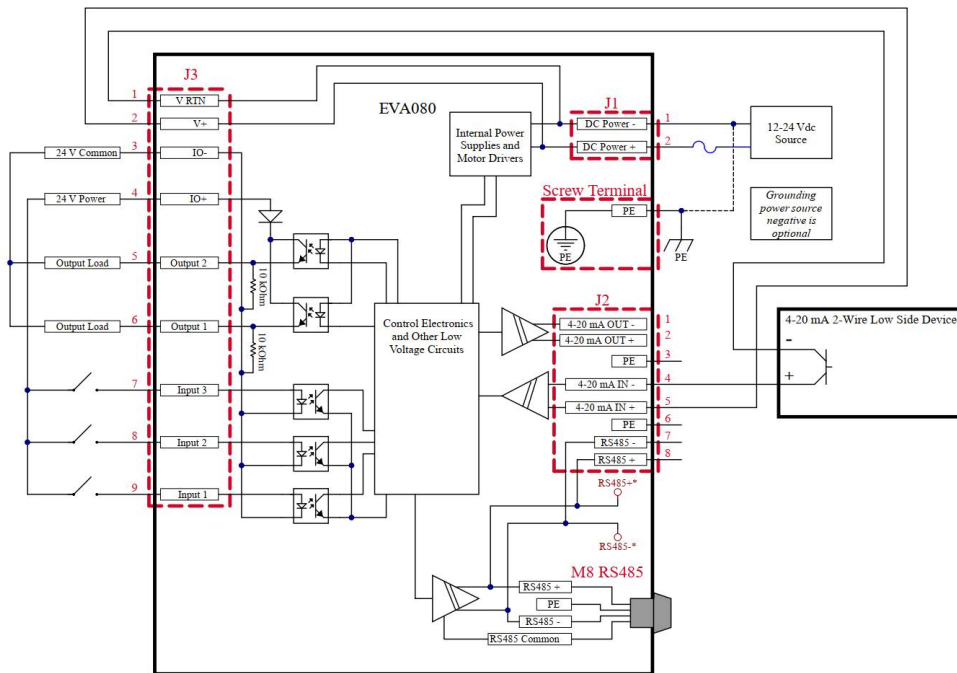 J3
EVA080
1
V RTN
2
V+
3
24 V Common
IO-
4
24 V Power
IO+
5
Output Load
Output 2
10 kOhm
6
Output Load
Output 1
10 kOhm
7
Input 3
8
Input 2
9
Input 1
Internal Power
Supplies and
Motor Drivers
J1
DC Power -
1
DC Power +
2
12-24 Vdc
Source
Screw Terminal
PE
PE
PE
Grounding
power source
negative is
optional
Control Electronics
and Other Low
Voltage Circuits
J2
4-20 mA OUT -
1
4-20 mA OUT +
2
PE
3
4-20 mA IN -
4
4-20 mA IN +
5
PE
6
RS485 -
7
RS485 +
8
4-20 mA 2-Wire Low Side Device
-
+
RS485+*
RS485-*
M8 RS485
RS485 +
PE
RS485 -
RS485 Common